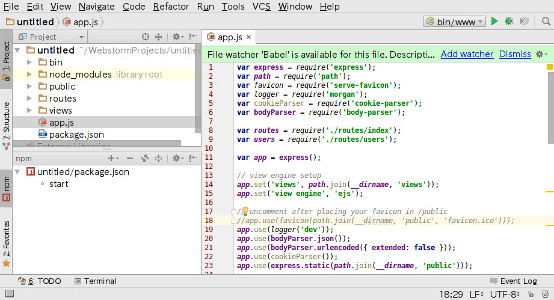 File Edit View Navigate Code Refactor Run Tools VCS Window Help
untitled app.js bin/www
Project
untitled ~/WebstormProjects/untitled
bin
node_modules library root
public
routes
views
app.js
package.json
External Libraries
npm
untitled/package.json
start
1: Project
7: Structure
npm
2: Favorites
app.js
File watcher 'Babel' is available for this file. Descripti... Add watcher Dismiss
1 var express = require('express');
2 var path = require('path');
3 var favicon = require('serve-favicon');
4 var logger = require('morgan');
5 var cookieParser = require('cookie-parser');
6 var bodyParser = require('body-parser');
7
8 var routes = require('./routes/index');
9 var users = require('./routes/users');
10
11 var app = express();
12
13 // view engine setup
14 app.set('views', path.join(__dirname, 'views'));
15 app.set('view engine', 'ejs');
16
17 // uncomment after placing your favicon in /public
18 //app.use(favicon(path.join(__dirname, 'public', 'favicon.ico')));
19 app.use(logger('dev'));
20 app.use(bodyParser.json());
21 app.use(bodyParser.urlencoded({ extended: false }));
22 app.use(cookieParser());
23 app.use(express.static(path.join(__dirname, 'public')));
6: TODO Terminal Event Log
18:29 LF÷ UTF-8÷